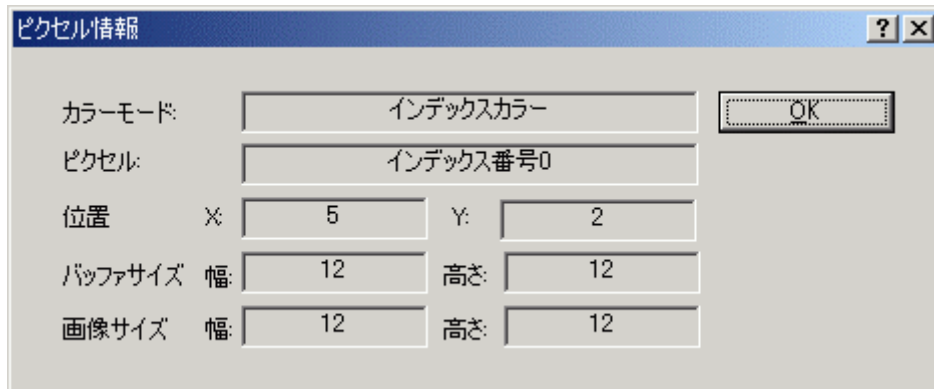 ピクセル情報
カラーモード: インデックスカラー OK
ピクセル: インデックス番号0
位置 X: 5 Y: 2
バッファサイズ 幅: 12 高さ: 12
画像サイズ 幅: 12 高さ: 12